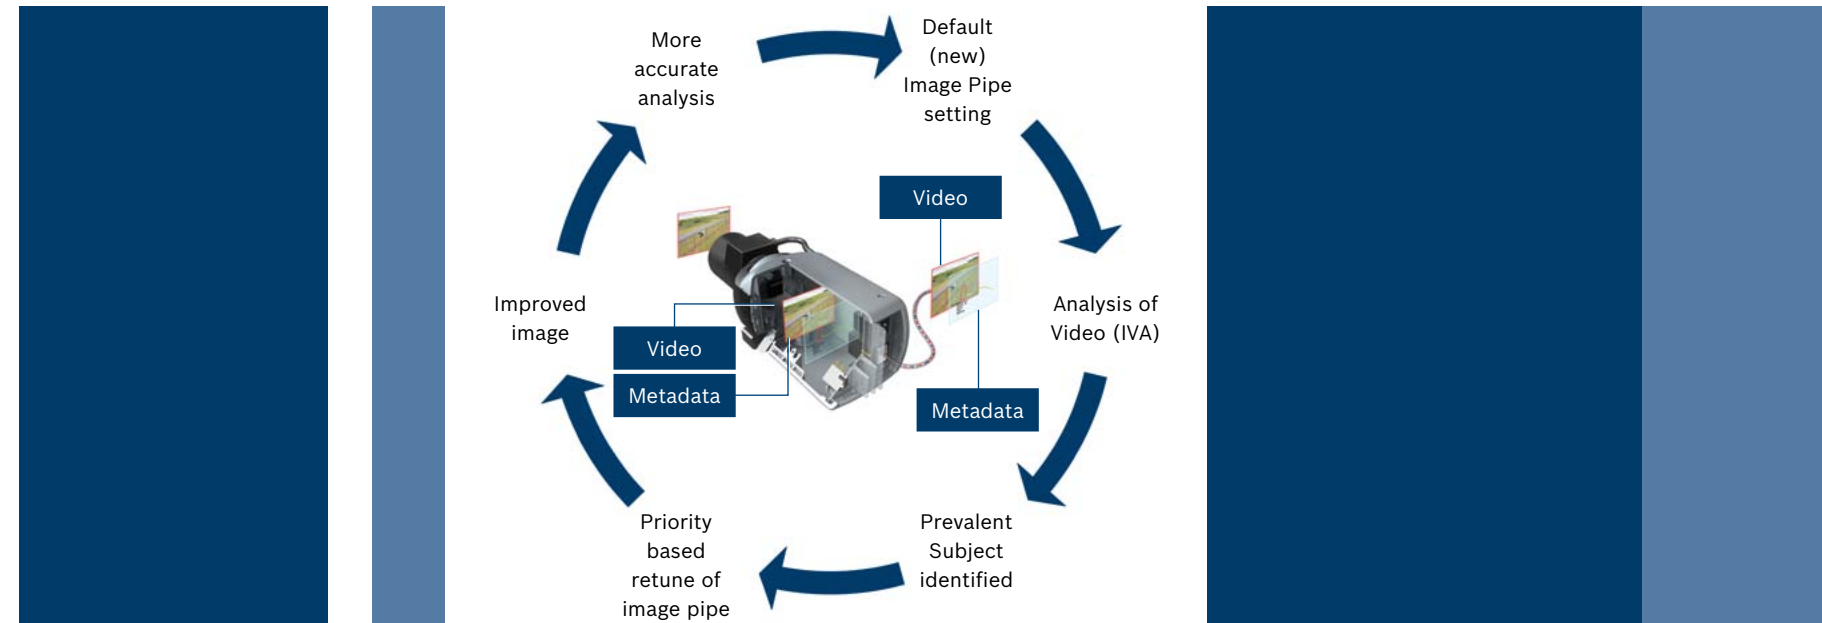 More
accurate
analysis
Default
(new)
Image Pipe
setting
Video
Analysis of
Video (IVA)
Improved
image
Video
Metadata
Metadata
Priority
based
retune of
image pipe
Prevalent
Subject
identified